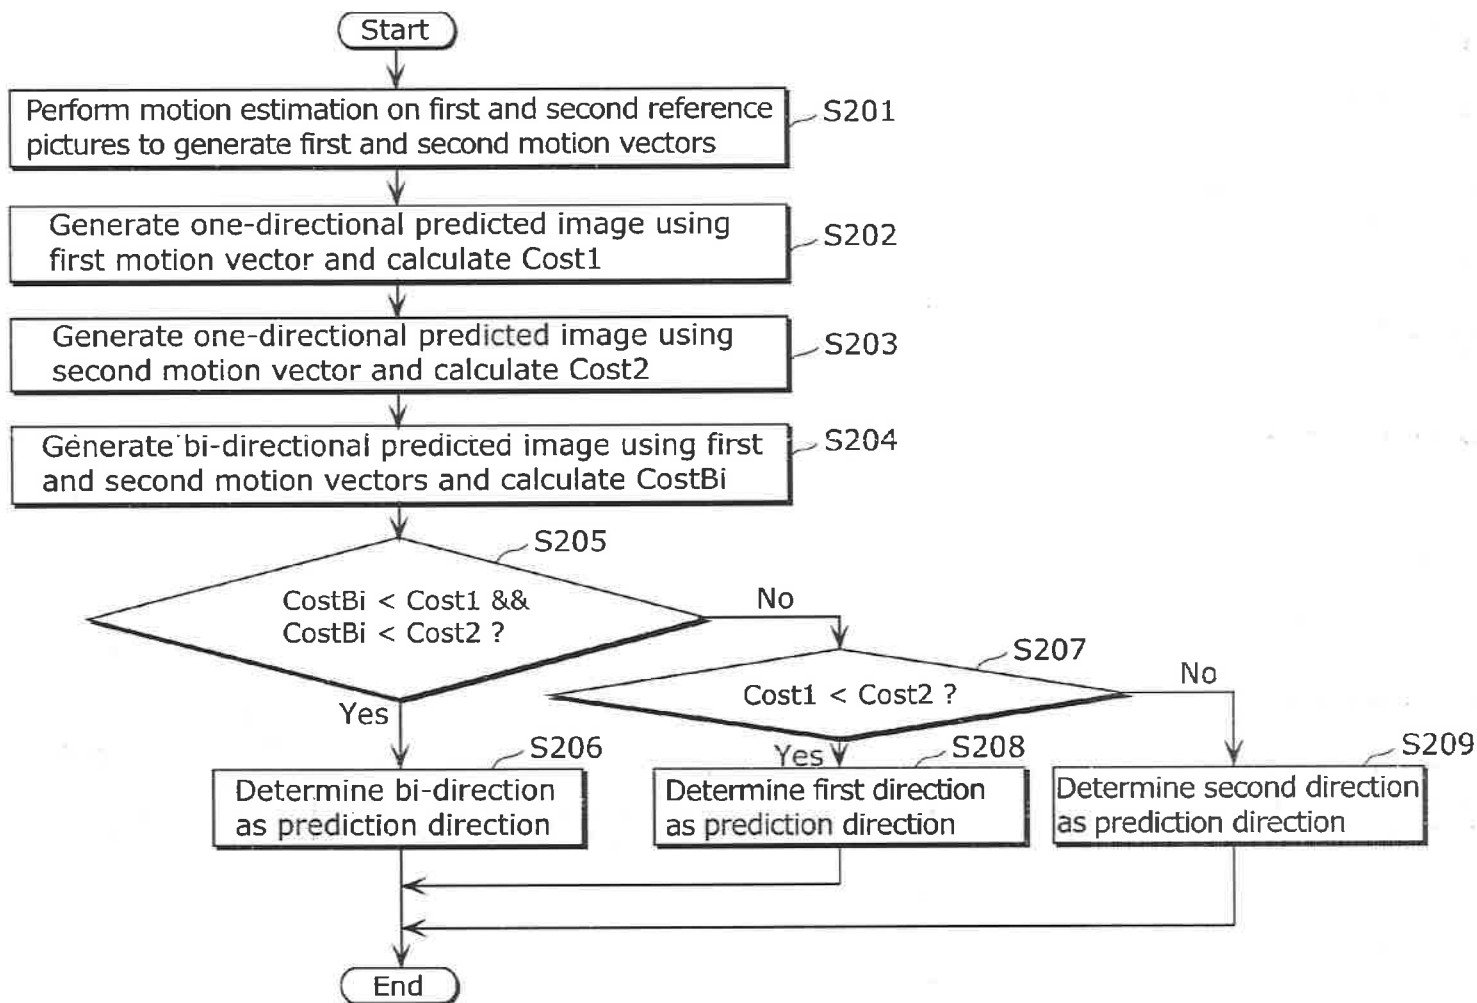 Start
Perform motion estimation on first and second reference
pictures to generate first and second motion vectors
S201
Generate one-directional predicted image using
first motion vector and calculate Cost1
S202
Generate one-directional predicted image using
second motion vector and calculate Cost2
S203
Generate bi-directional predicted image using first
and second motion vectors and calculate CostBi
S204
S205
CostBi < Cost1 &&
CostBi < Cost2 ?
No
Yes
S207
Cost1 < Cost2 ?
No
Yes
S206
Determine bi-direction
as prediction direction
S208
Determine first direction
as prediction direction
S209
Determine second direction
as prediction direction
End